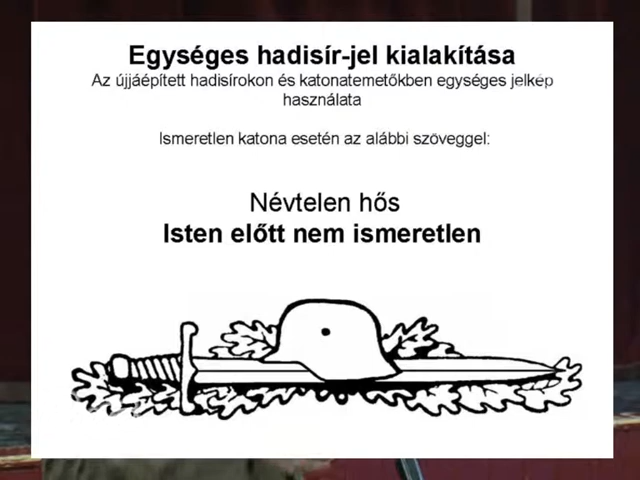 Egységes hadisír-jel kialakítása
Az újjáépített hadisírokon és katonatemetőkben egységes jelkép
használata
Ismeretlen katona esetén az alábbi szöveggel:
Névtelen hős
Isten előtt nem ismeretlen